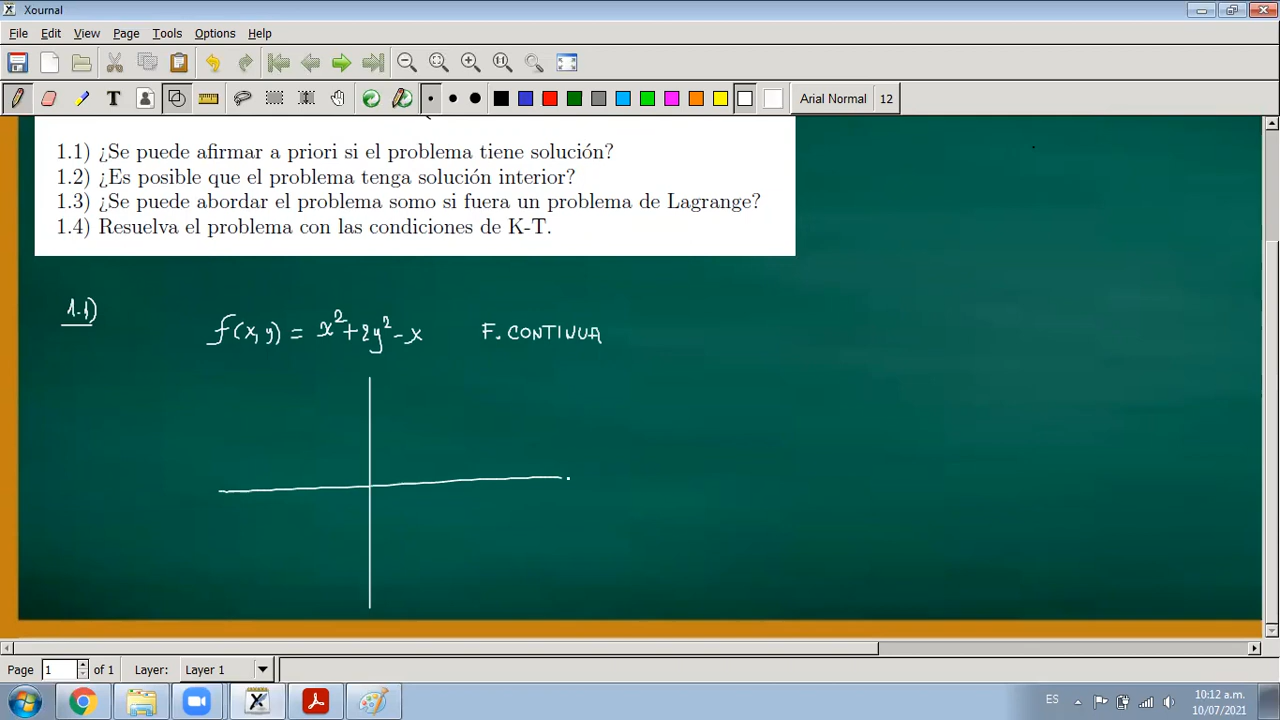 Xournal
File Edit View Page Tools Options Help
Arial Normal 12
1.1) ¿Se puede afirmar a priori si el problema tiene solución?
1.2) ¿Es posible que el problema tenga solución interior?
1.3) ¿Se puede abordar el problema somo si fuera un problema de Lagrange?
1.4) Resuelva el problema con las condiciones de K-T.
1.1)
f(x,y) = x²+2y²-x F. CONTINUA
Page 1 of 1 Layer: Layer 1
ES 10:12 a.m.
10/07/2021